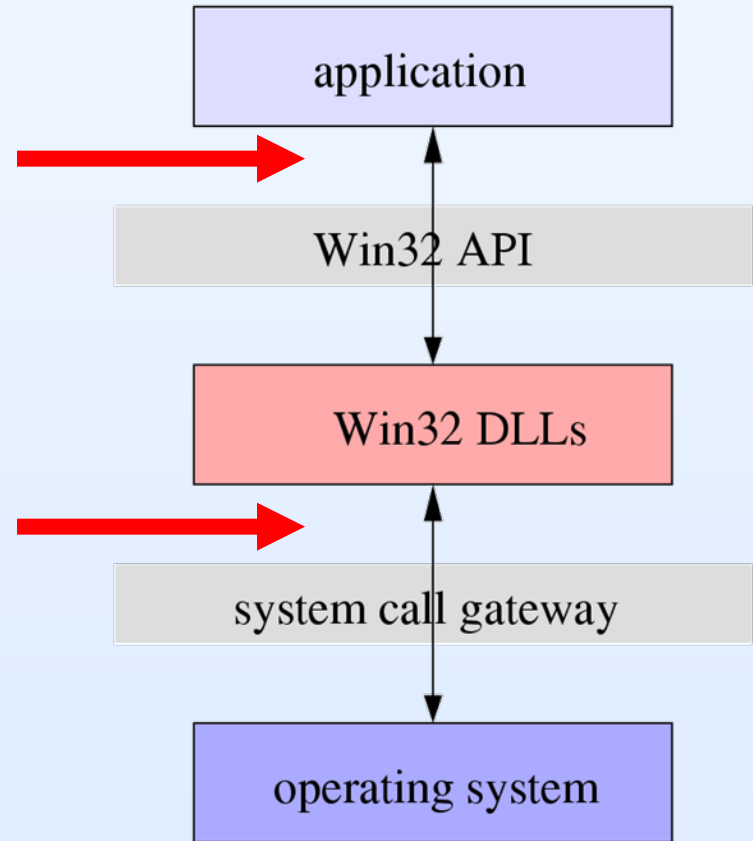 application
Win32 API
Win32 DLLs
system call gateway
operating system